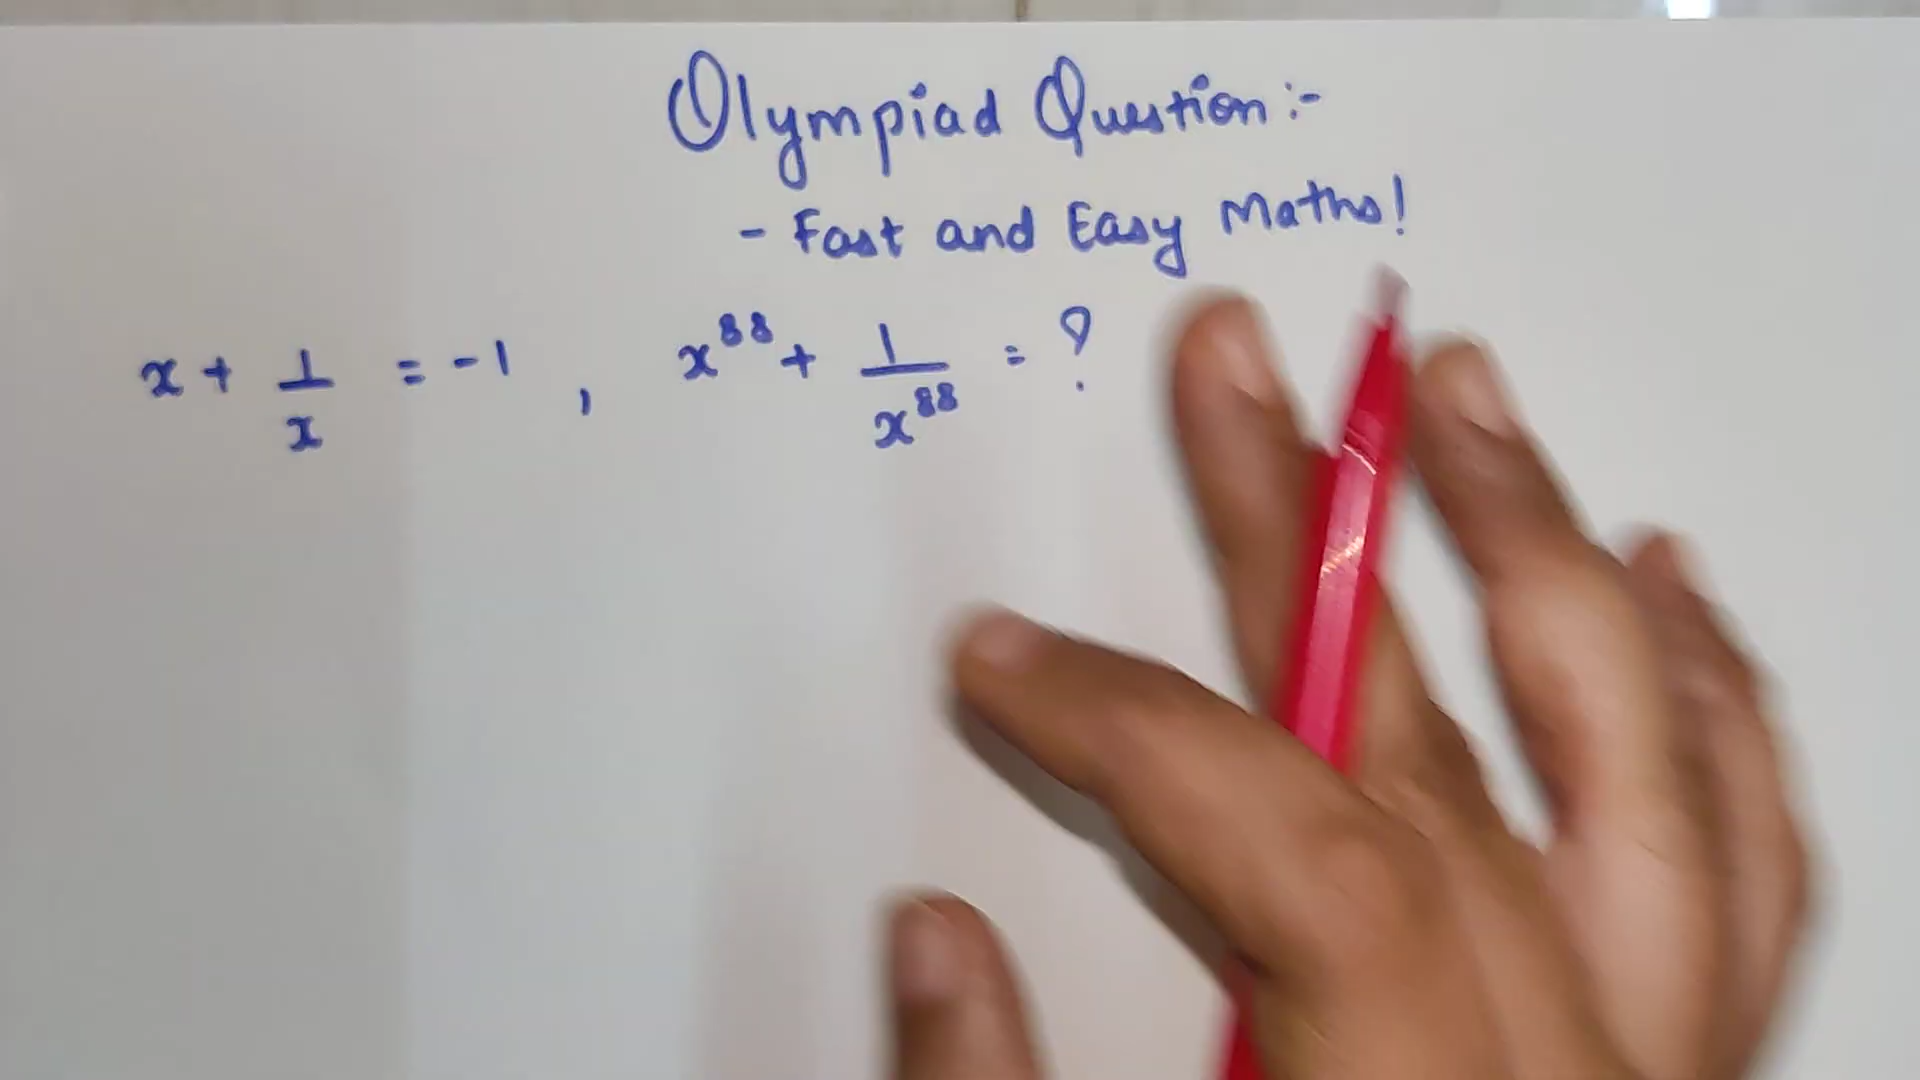 Olympiad Question :-
- Fast and Easy Maths!
x + 1/x = -1 , x^88 + 1/x^88 = ?